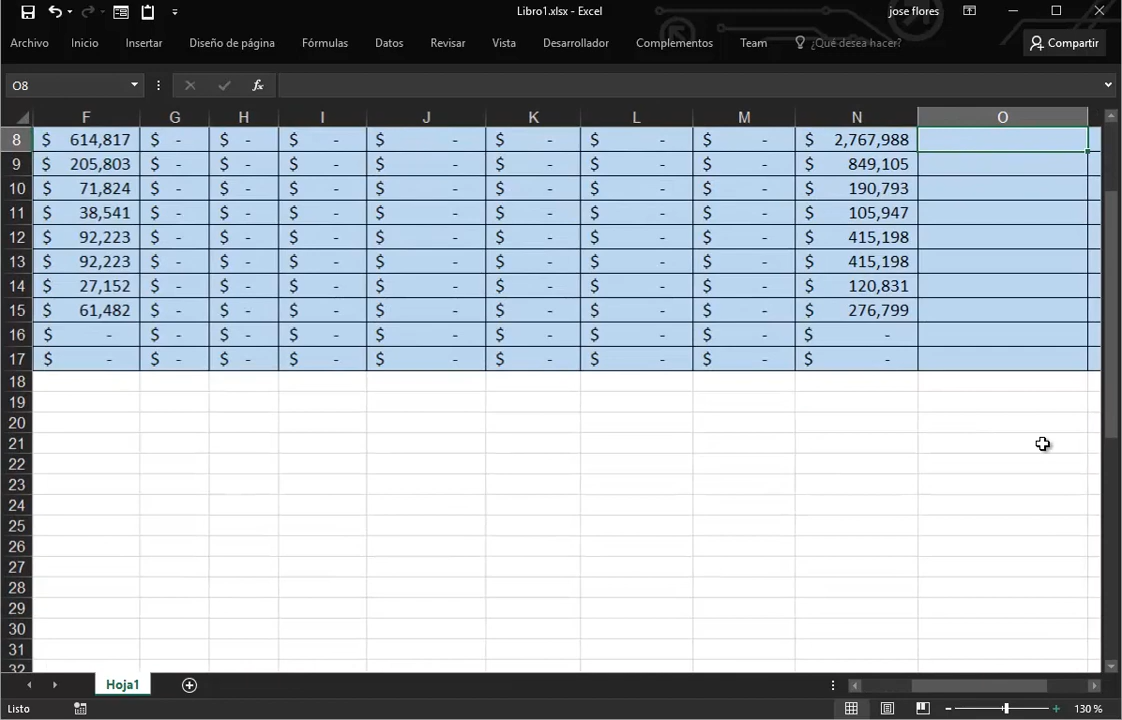 Libro1.xlsx - Excel
jose flores
Archivo Inicio Insertar Diseño de página Fórmulas Datos Revisar Vista Desarrollador Complementos Team ¿Qué desea hacer? Compartir
O8 fx
F G H I J K L M N O
8 $ 614,817 $ - $ - $ - $ - $ - $ - $ - $ 2,767,988
9 $ 205,803 $ - $ - $ - $ - $ - $ - $ - $ 849,105
10 $ 71,824 $ - $ - $ - $ - $ - $ - $ - $ 190,793
11 $ 38,541 $ - $ - $ - $ - $ - $ - $ - $ 105,947
12 $ 92,223 $ - $ - $ - $ - $ - $ - $ - $ 415,198
13 $ 92,223 $ - $ - $ - $ - $ - $ - $ - $ 415,198
14 $ 27,152 $ - $ - $ - $ - $ - $ - $ - $ 120,831
15 $ 61,482 $ - $ - $ - $ - $ - $ - $ - $ 276,799
16 $ - $ - $ - $ - $ - $ - $ - $ - $ -
17 $ - $ - $ - $ - $ - $ - $ - $ - $ -
18
19
20
21
22
23
24
25
26
27
28
29
30
31
32
Hoja1
Listo
130 %